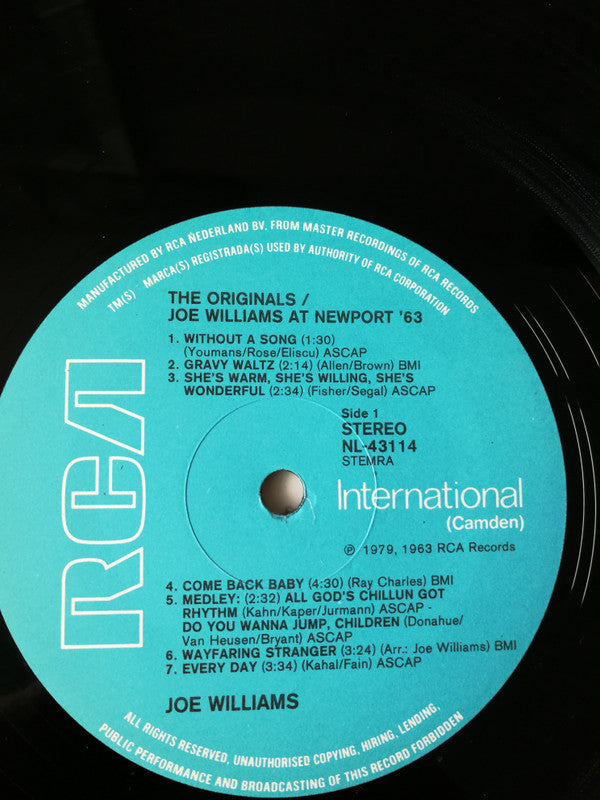 MANUFACTURED BY RCA NEDERLAND BV. FROM MASTER RECORDINGS OF RCA RECORDS
TM(S) MARCA(S) REGISTRADA(S) USED BY AUTHORITY OF RCA CORPORATION
THE ORIGINALS /
JOE WILLIAMS AT NEWPORT '63
1. WITHOUT A SONG (1:30)
(Youmans/Rose/Eliscu) ASCAP
2. GRAVY WALTZ (2:14) (Allen/Brown) BMI
3. SHE'S WARM, SHE'S WILLING, SHE'S
WONDERFUL (2:34) (Fisher/Segal) ASCAP
Side 1
STEREO
NL-43114
STEMRA
RCA
International
(Camden)
℗ 1979, 1963 RCA Records
4. COME BACK BABY (4:30) (Ray Charles) BMI
5. MEDLEY: (2:32) ALL GOD'S CHILLUN GOT
RHYTHM (Kahn/Kaper/Jurmann) ASCAP -
DO YOU WANNA JUMP, CHILDREN (Donahue/
Van Heusen/Bryant) ASCAP
6. WAYFARING STRANGER (3:24) (Arr.: Joe Williams) BMI
7. EVERY DAY (3:34) (Kahal/Fain) ASCAP
JOE WILLIAMS
ALL RIGHTS RESERVED, UNAUTHORISED COPYING, HIRING, LENDING,
PUBLIC PERFORMANCE AND BROADCASTING OF THIS RECORD FORBIDDEN